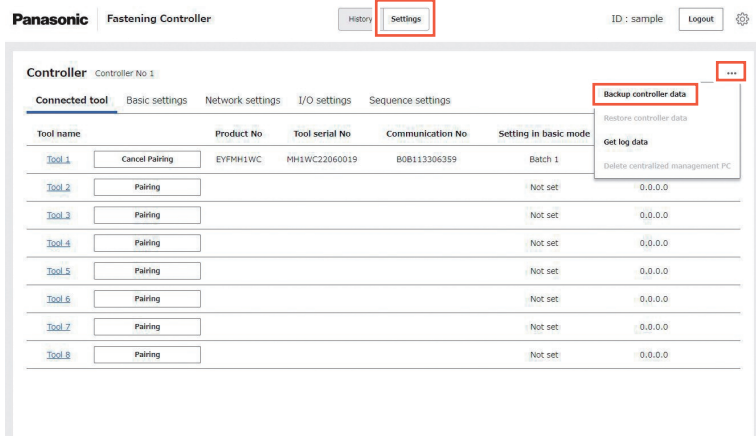 Panasonic Fastening Controller History Settings ID : sample Logout
Controller Controller No 1 ...
Connected tool Basic settings Network settings I/O settings Sequence settings
Backup controller data
Restore controller data
Get log data
Delete centralized management PC
Tool name Product No Tool serial No Communication No Setting in basic mode
Tool 1 Cancel Pairing EYFMH1WC MH1WC22060019 B0B113306359 Batch 1
Tool 2 Pairing Not set 0.0.0.0
Tool 3 Pairing Not set 0.0.0.0
Tool 4 Pairing Not set 0.0.0.0
Tool 5 Pairing Not set 0.0.0.0
Tool 6 Pairing Not set 0.0.0.0
Tool 7 Pairing Not set 0.0.0.0
Tool 8 Pairing Not set 0.0.0.0